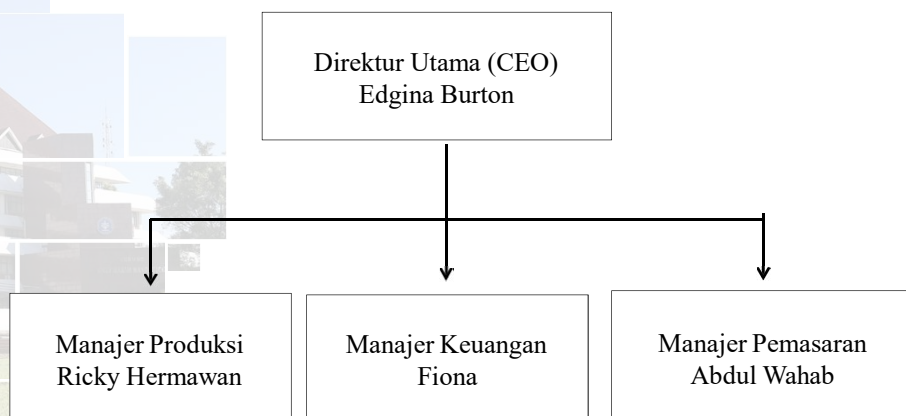 Direktur Utama (CEO)
Edgina Burton
Manajer Produksi
Ricky Hermawan
Manajer Keuangan
Fiona
Manajer Pemasaran
Abdul Wahab